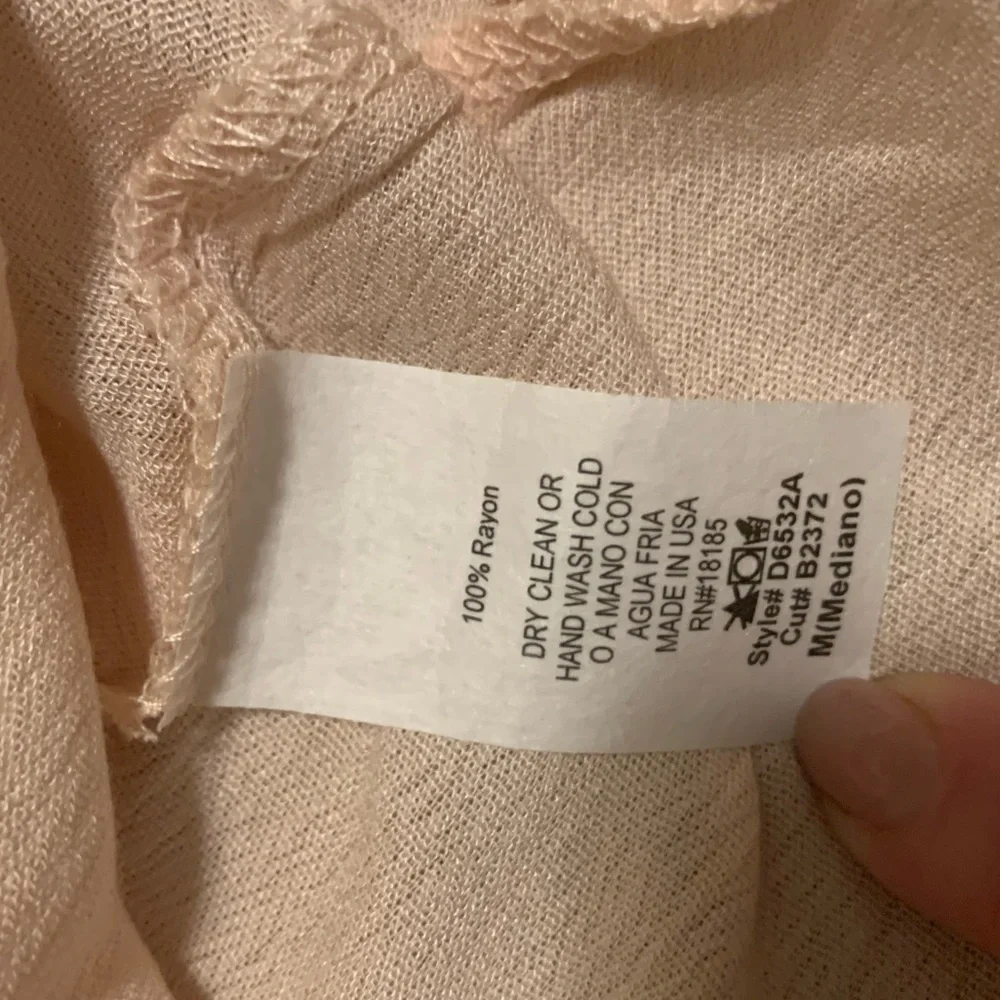 100% Rayon
DRY CLEAN OR
HAND WASH COLD
O A MANO CON
AGUA FRIA
MADE IN USA
RN#18185
Style# D6532A
Cut# B2372
M(Mediano)